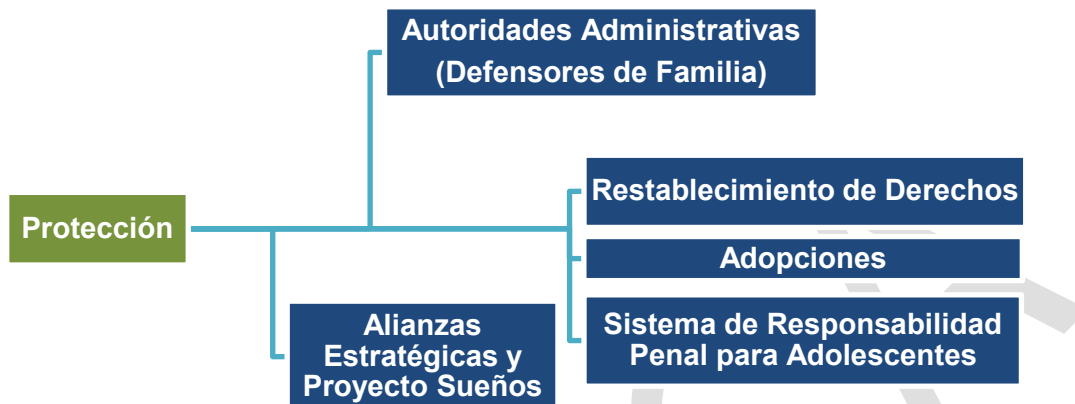 Autoridades Administrativas
(Defensores de Familia)
Restablecimiento de Derechos
Protección
Adopciones
Alianzas
Estratégicas y
Proyecto Sueños
Sistema de Responsabilidad
Penal para Adolescentes